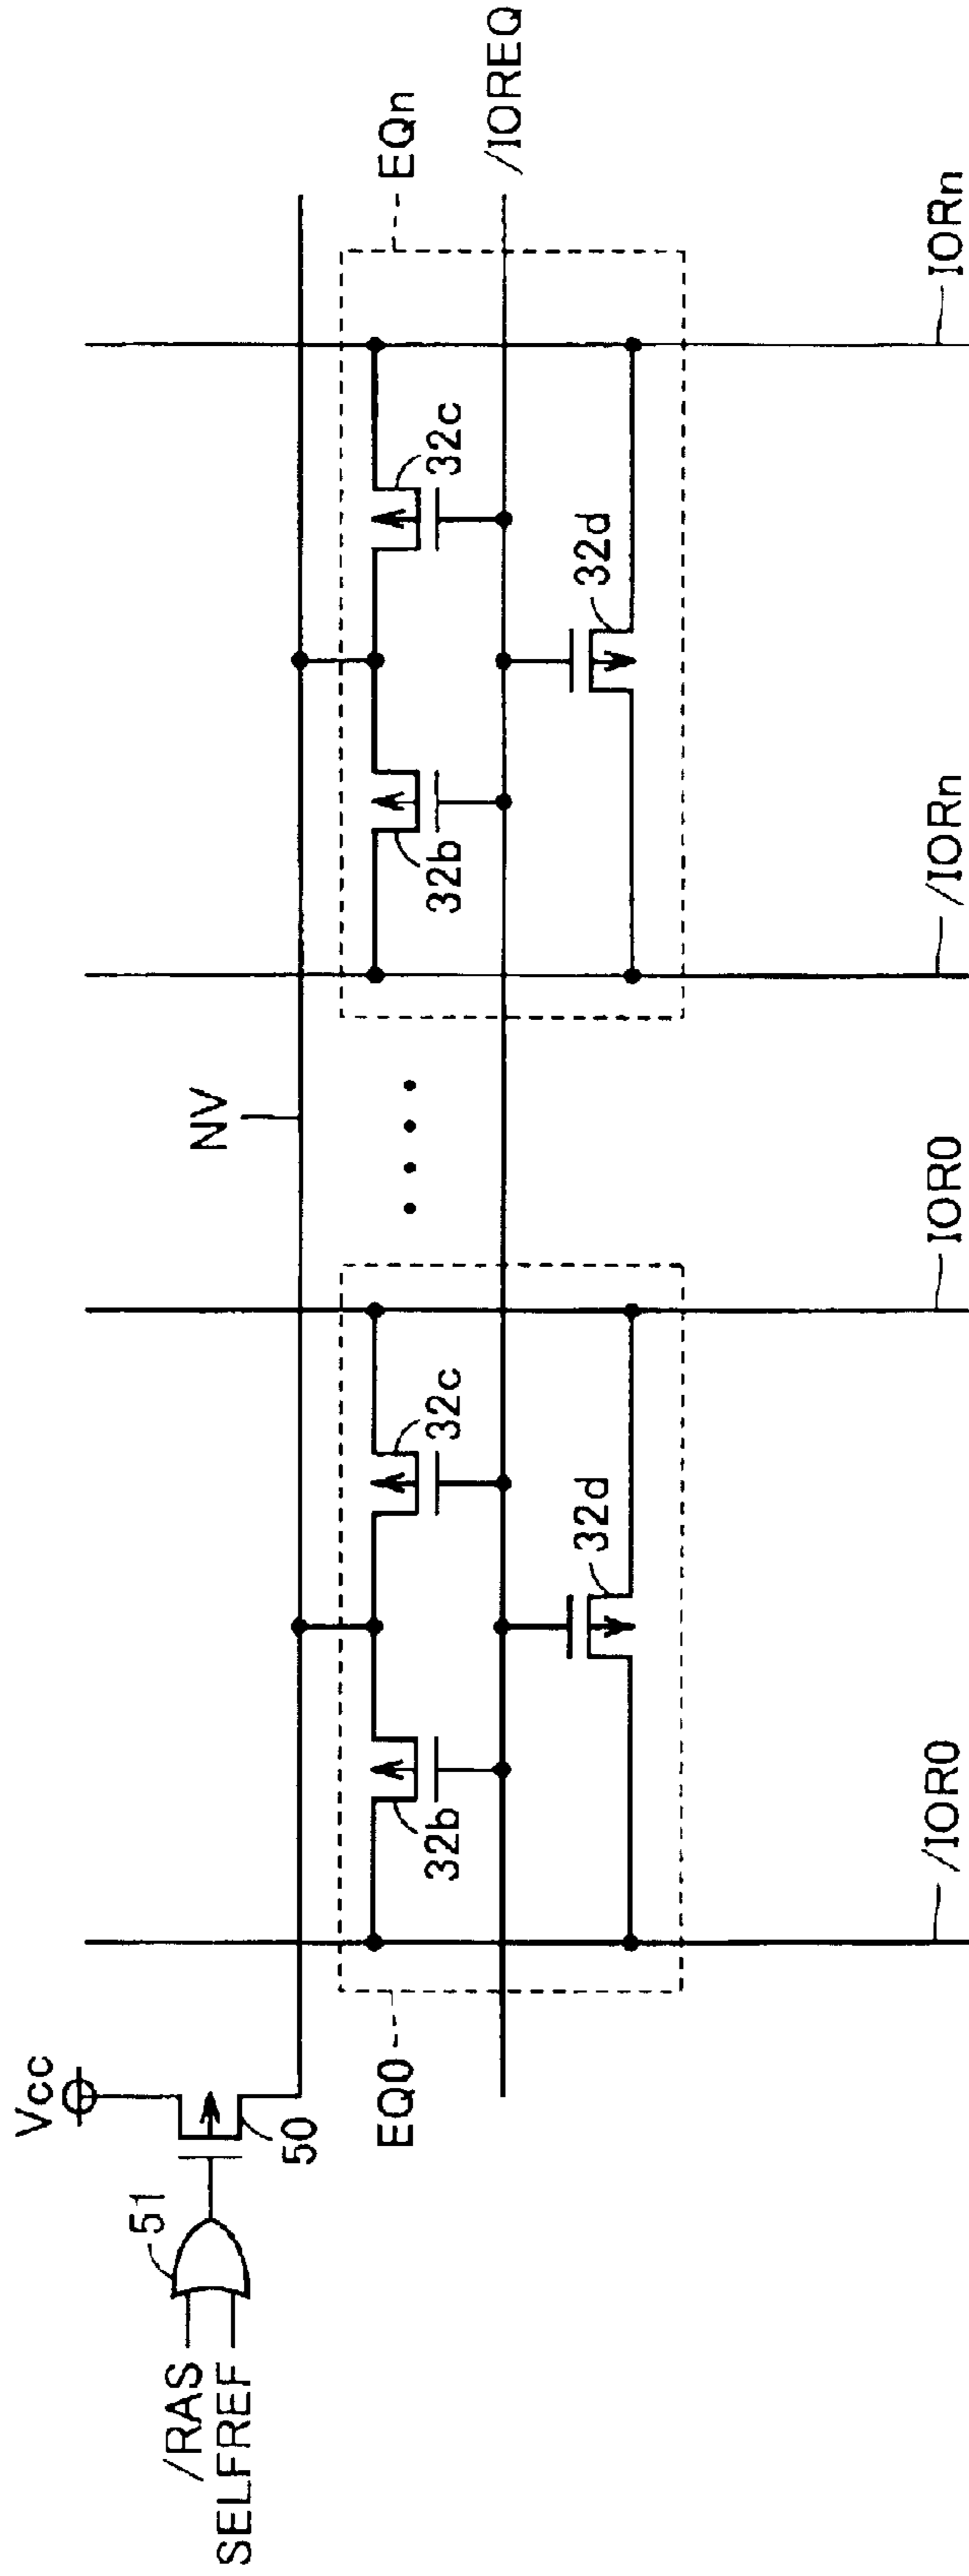 Vcc
51
/RAS
SELFREF
50
NV
EQ0
EQn
/IOREQ
32b
32c
32d
32b
32c
32d
/IOR0
IOR0
/IORn
IORn